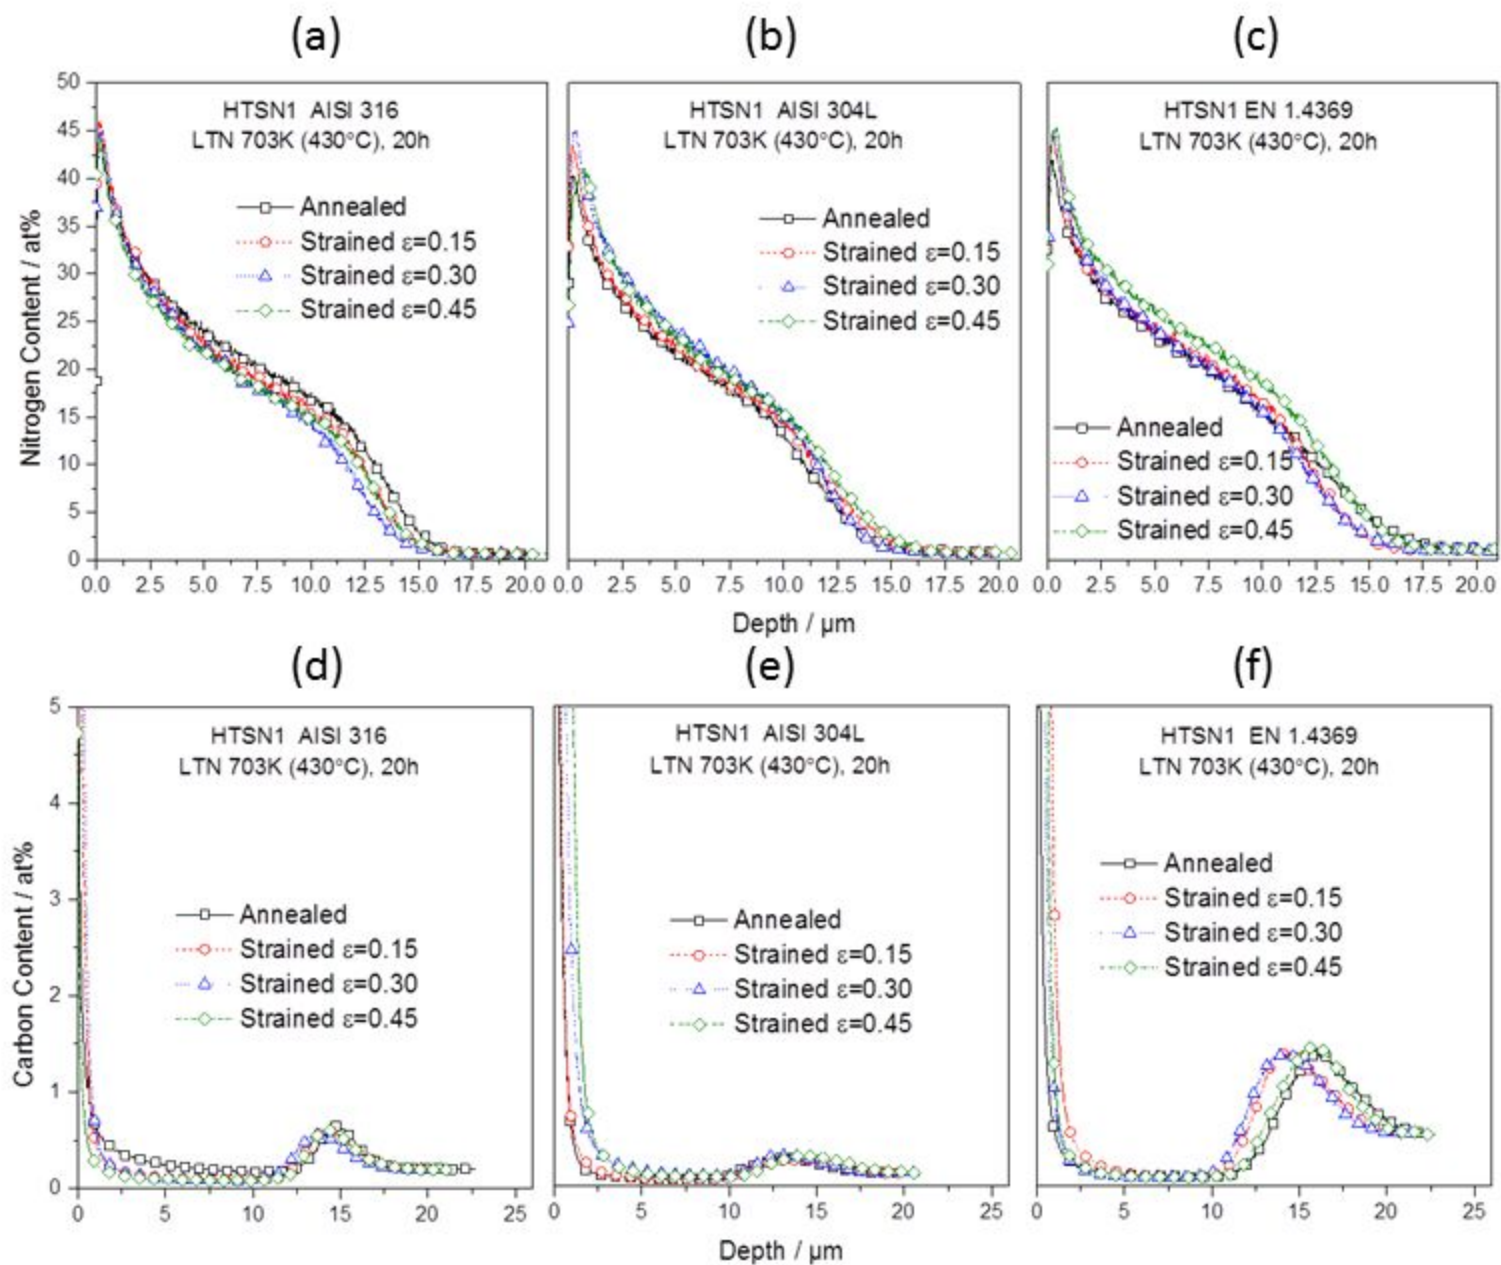 (a)
(b)
(c)
50
45
40
35
30
25
20
15
10
5
0
Nitrogen Content / at%
HTSN1 AISI 316
LTN 703K (430°C), 20h
Annealed
Strained ε=0.15
Strained ε=0.30
Strained ε=0.45
0.0 2.5 5.0 7.5 10.0 12.5 15.0 17.5 20.0
HTSN1 AISI 304L
LTN 703K (430°C), 20h
Annealed
Strained ε=0.15
Strained ε=0.30
Strained ε=0.45
0.0 2.5 5.0 7.5 10.0 12.5 15.0 17.5 20.0
HTSN1 EN 1.4369
LTN 703K (430°C), 20h
Annealed
Strained ε=0.15
Strained ε=0.30
Strained ε=0.45
0.0 2.5 5.0 7.5 10.0 12.5 15.0 17.5 20.0
Depth / µm
(d)
(e)
(f)
5
4
3
2
1
0
Carbon Content / at%
HTSN1 AISI 316
LTN 703K (430°C), 20h
Annealed
Strained ε=0.15
Strained ε=0.30
Strained ε=0.45
0 5 10 15 20 25
HTSN1 AISI 304L
LTN 703K (430°C), 20h
Annealed
Strained ε=0.15
Strained ε=0.30
Strained ε=0.45
0 5 10 15 20 25
HTSN1 EN 1.4369
LTN 703K (430°C), 20h
Annealed
Strained ε=0.15
Strained ε=0.30
Strained ε=0.45
0 5 10 15 20 25
Depth / µm